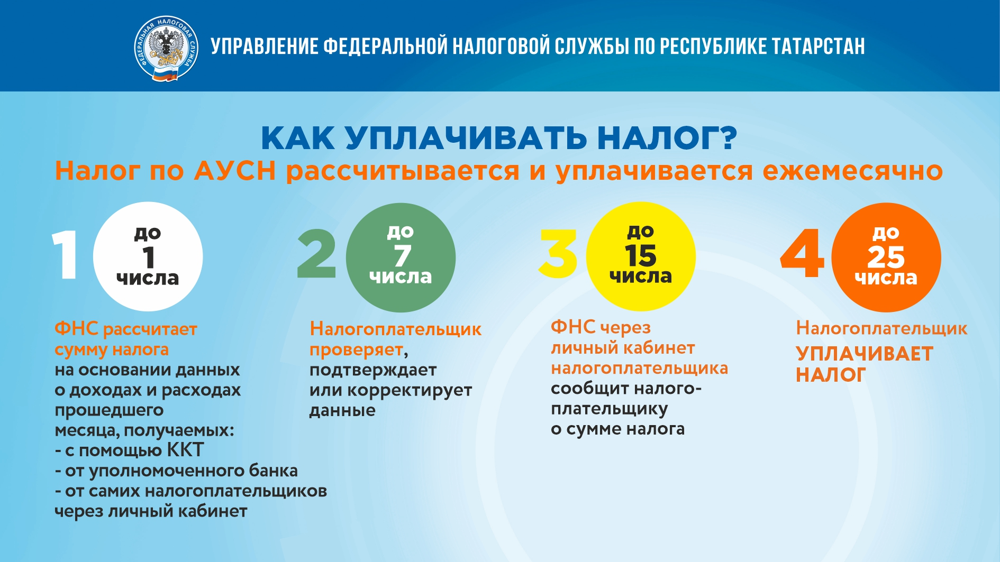 ФЕДЕРАЛЬНАЯ НАЛОГОВАЯ СЛУЖБА
УПРАВЛЕНИЕ ФЕДЕРАЛЬНОЙ НАЛОГОВОЙ СЛУЖБЫ ПО РЕСПУБЛИКЕ ТАТАРСТАН
КАК УПЛАЧИВАТЬ НАЛОГ?
Налог по АУСН рассчитывается и уплачивается ежемесячно
1
до
1
числа
ФНС рассчитает
сумму налога
на основании данных
о доходах и расходах
прошедшего
месяца, получаемых:
- с помощью ККТ
- от уполномоченного банка
- от самих налогоплательщиков
через личный кабинет
2
до
7
числа
Налогоплательщик
проверяет,
подтверждает
или корректирует
данные
3
до
15
числа
ФНС через
личный кабинет
налогоплательщика
сообщит налого-
плательщику
о сумме налога
4
до
25
числа
Налогоплательщик
УПЛАЧИВАЕТ
НАЛОГ